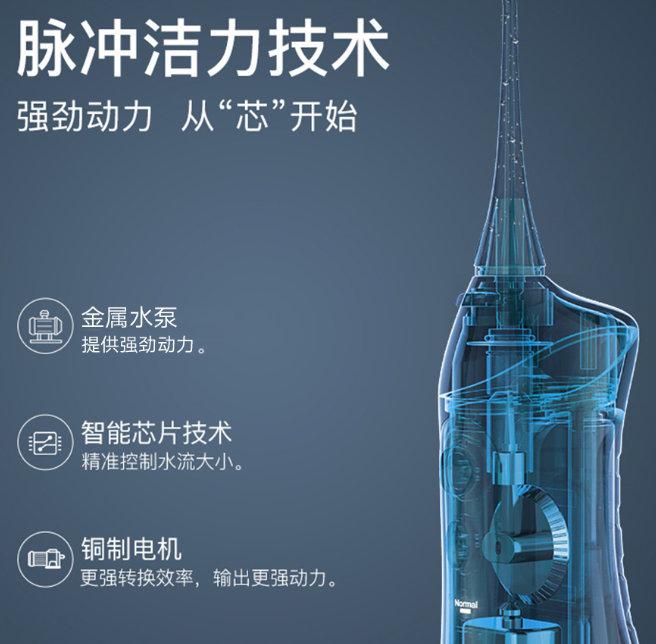 脉冲洁力技术
强劲动力 从“芯”开始
金属水泵
提供强劲动力。
智能芯片技术
精准控制水流大小。
铜制电机
更强转换效率，输出更强动力。
Normal